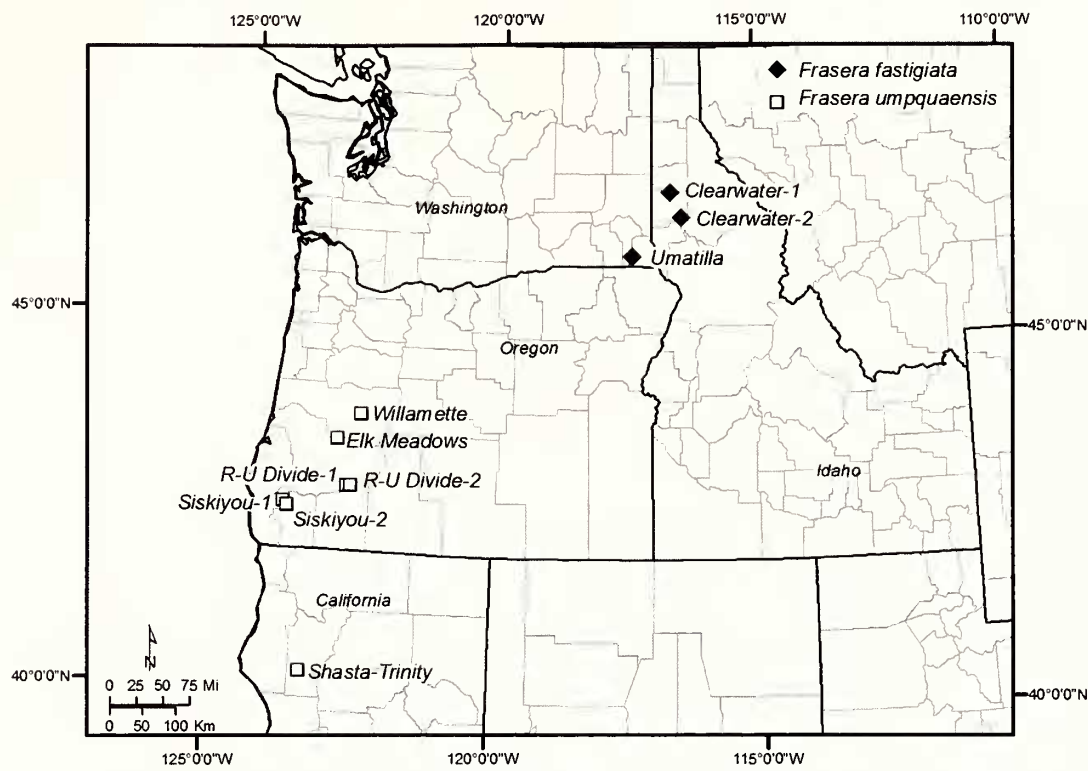 125°0'0"W 120°0'0"W 115°0'0"W 110°0'0"W
Frasera fastigiata
Frasera umpquaensis
Clearwater-1
Washington
Clearwater-2
Umatilla
45°0'0"N
45°0'0"N
Oregon
Willamette
Elk Meadows
R-U Divide-1
R-U Divide-2
Idaho
Siskiyou-1
Siskiyou-2
California
N
Shasta-Trinity
40°0'0"N
0 25 50 75 Mi
0 50 100 Km
40°0'0"N
125°0'0"W 120°0'0"W 115°0'0"W